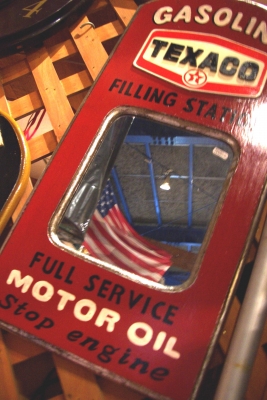 GASOLIN
TEXACO
T
FILLING STAT
FULL SERVICE
MOTOR OIL
Stop engine